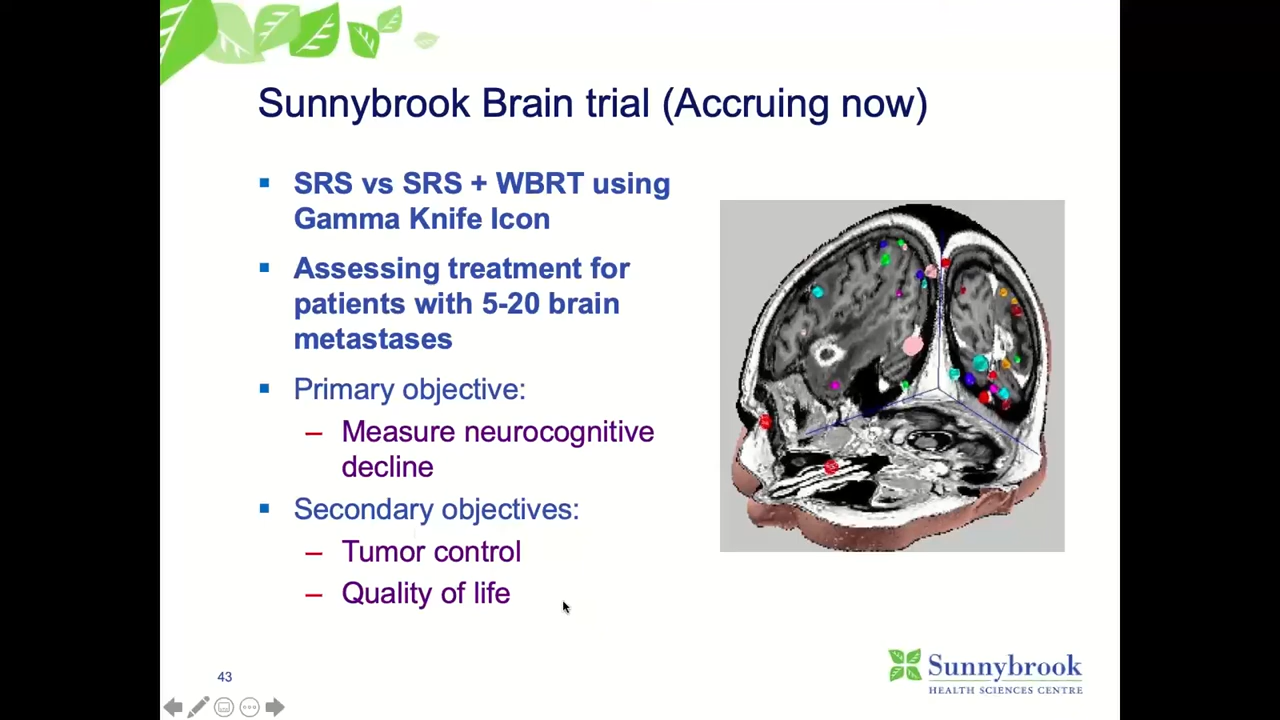 Sunnybrook Brain trial (Accruing now)
▪ SRS vs SRS + WBRT using
Gamma Knife Icon
▪ Assessing treatment for
patients with 5-20 brain
metastases
▪ Primary objective:
– Measure neurocognitive
decline
▪ Secondary objectives:
– Tumor control
– Quality of life
43
Sunnybrook
HEALTH SCIENCES CENTRE